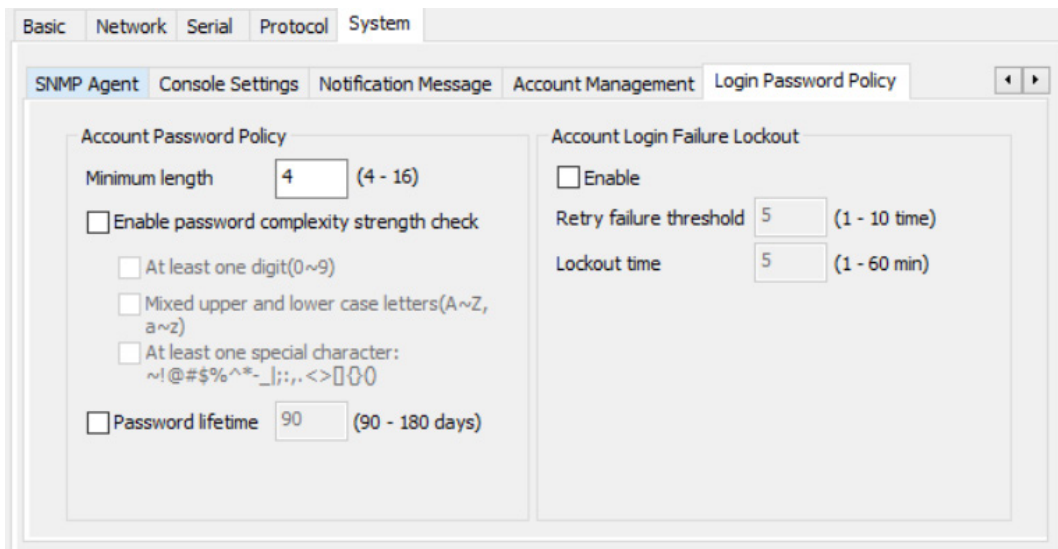 Basic Network Serial Protocol System
SNMP Agent Console Settings Notification Message Account Management Login Password Policy
Account Password Policy
Minimum length 4 (4 - 16)
Enable password complexity strength check
At least one digit(0~9)
Mixed upper and lower case letters(A~Z,
a~z)
At least one special character:
~!@#$%^*-_|;:,.<>[]{}()
Password lifetime 90 (90 - 180 days)
Account Login Failure Lockout
Enable
Retry failure threshold 5 (1 - 10 time)
Lockout time 5 (1 - 60 min)